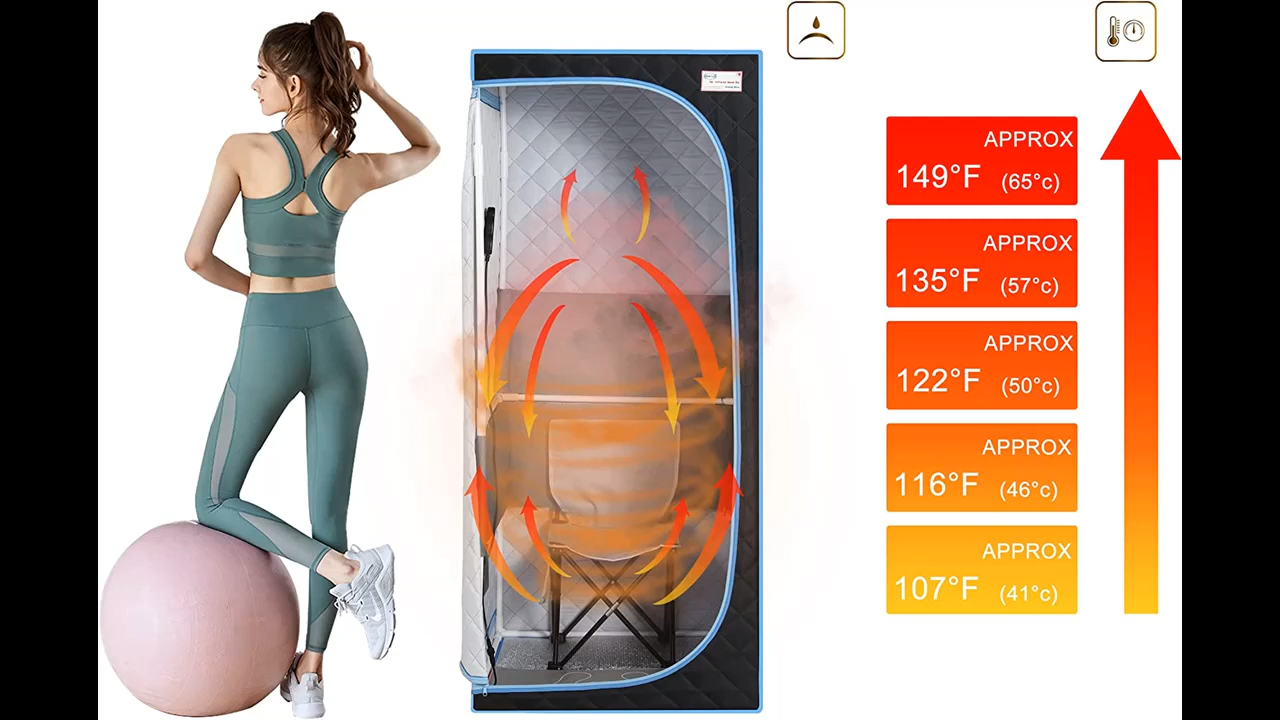 APPROX
149°F (65°c)
APPROX
135°F (57°c)
APPROX
122°F (50°c)
APPROX
116°F (46°c)
APPROX
107°F (41°c)